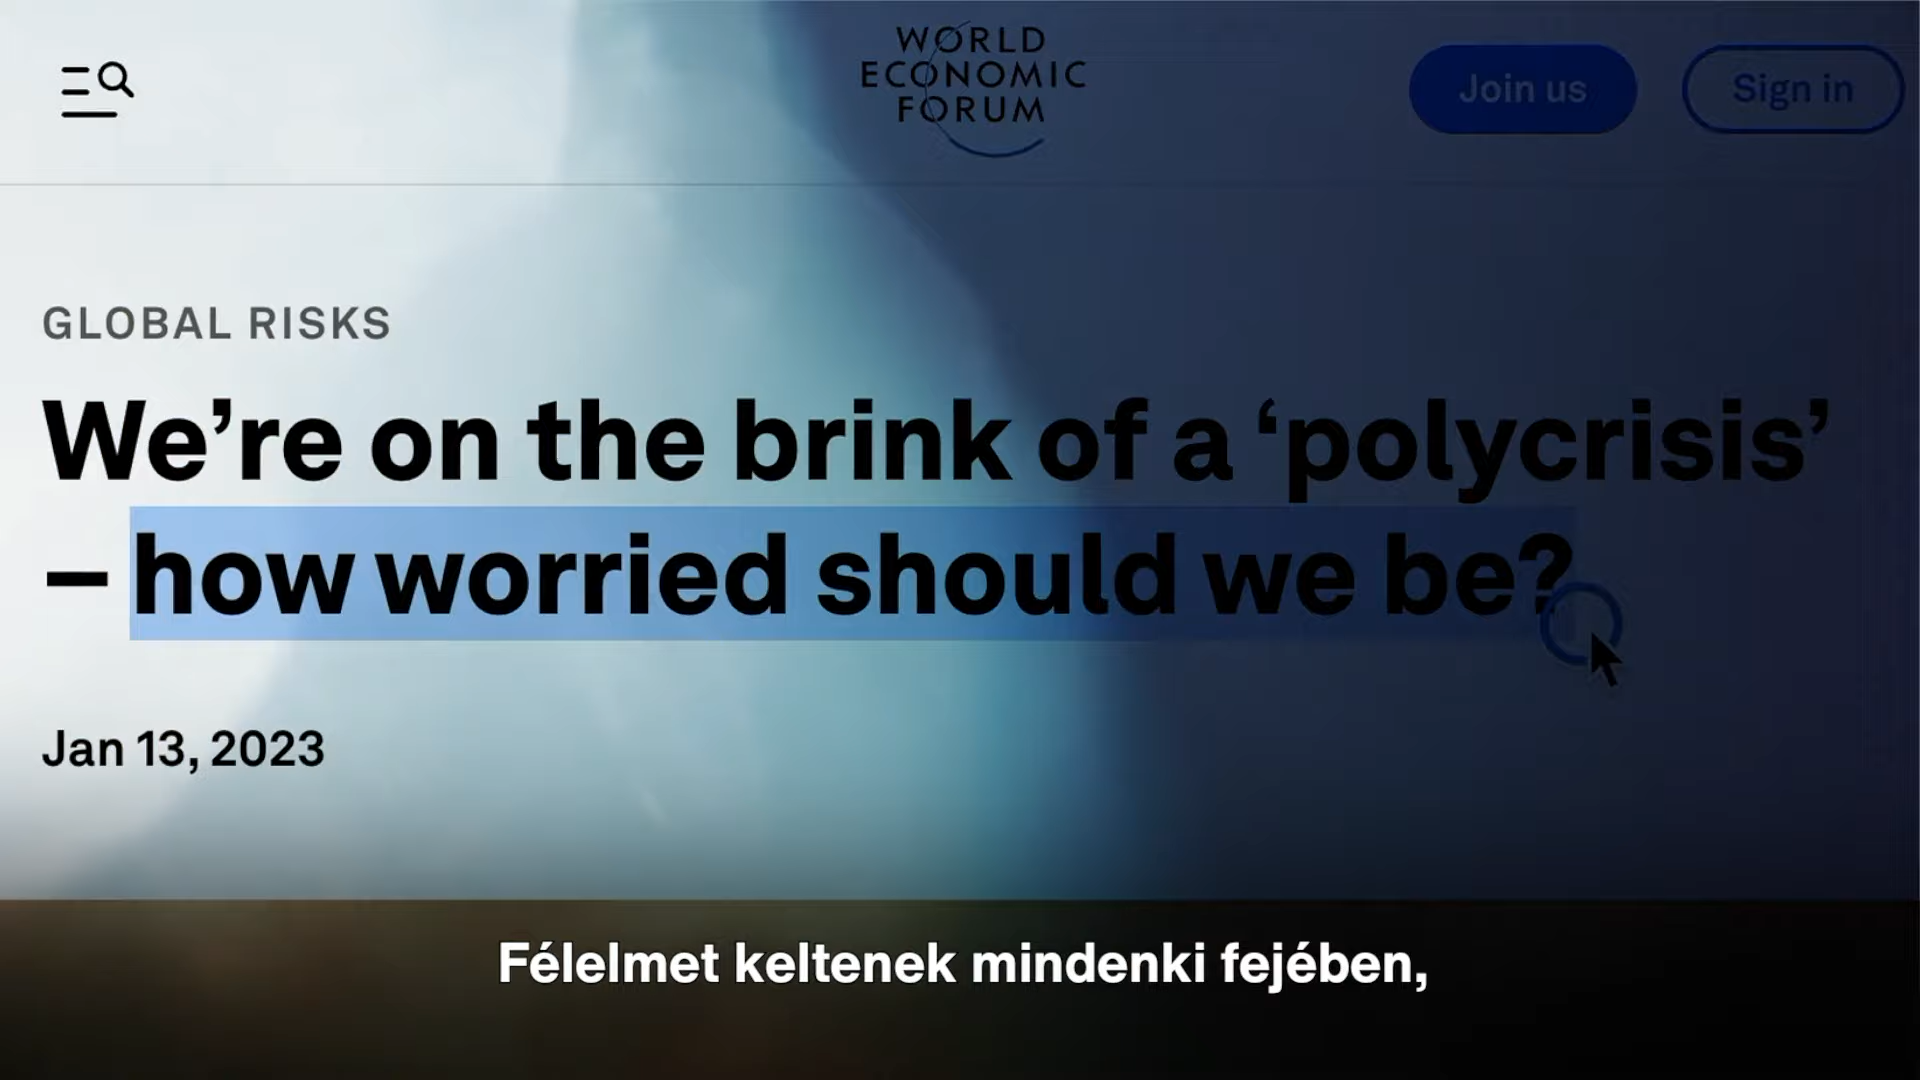 WORLD
ECONOMIC
FORUM
Join us
Sign in
GLOBAL RISKS
We’re on the brink of a ‘polycrisis’
– how worried should we be?
Jan 13, 2023
Félelmet keltenek mindenki fejében,